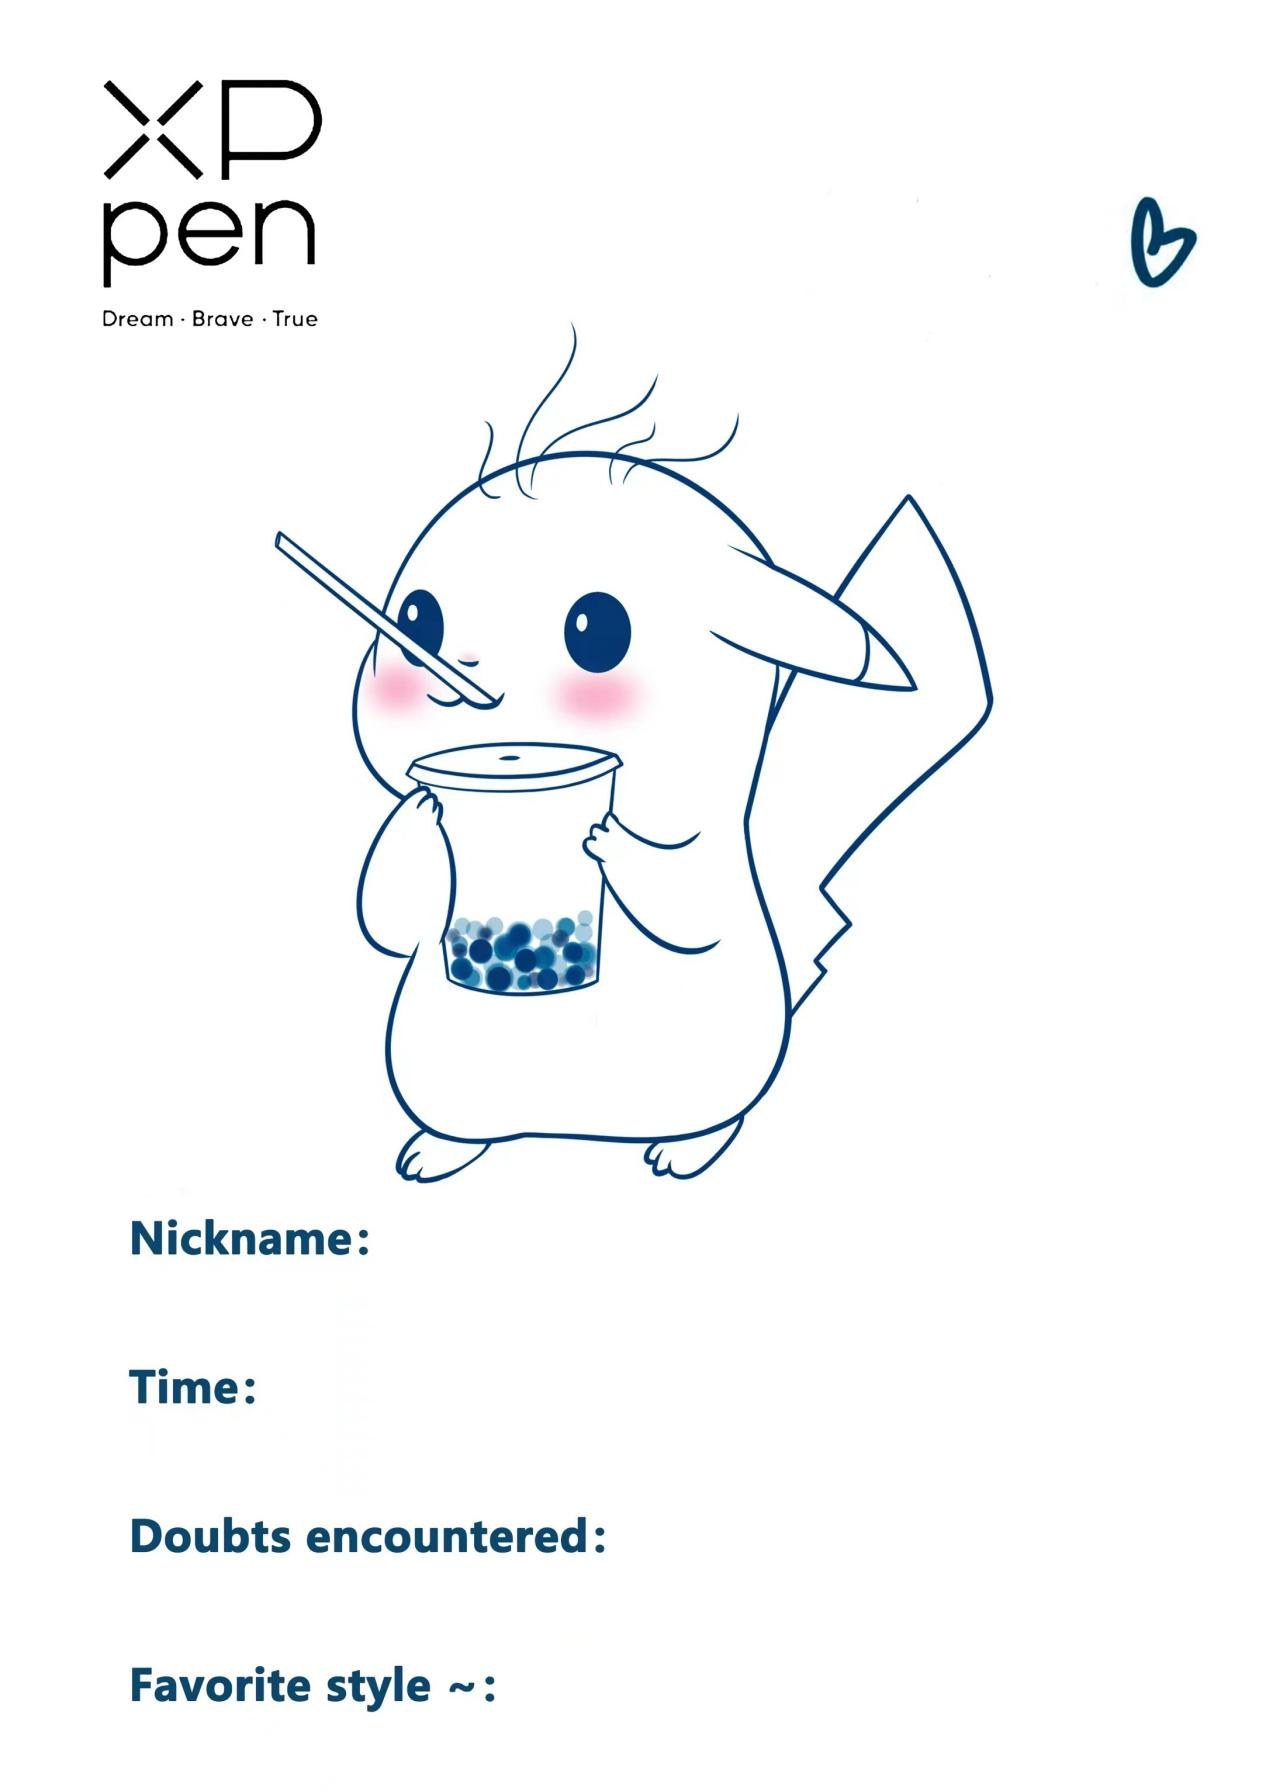 XP
pen
Dream · Brave · True
Nickname:
Time:
Doubts encountered:
Favorite style ~: